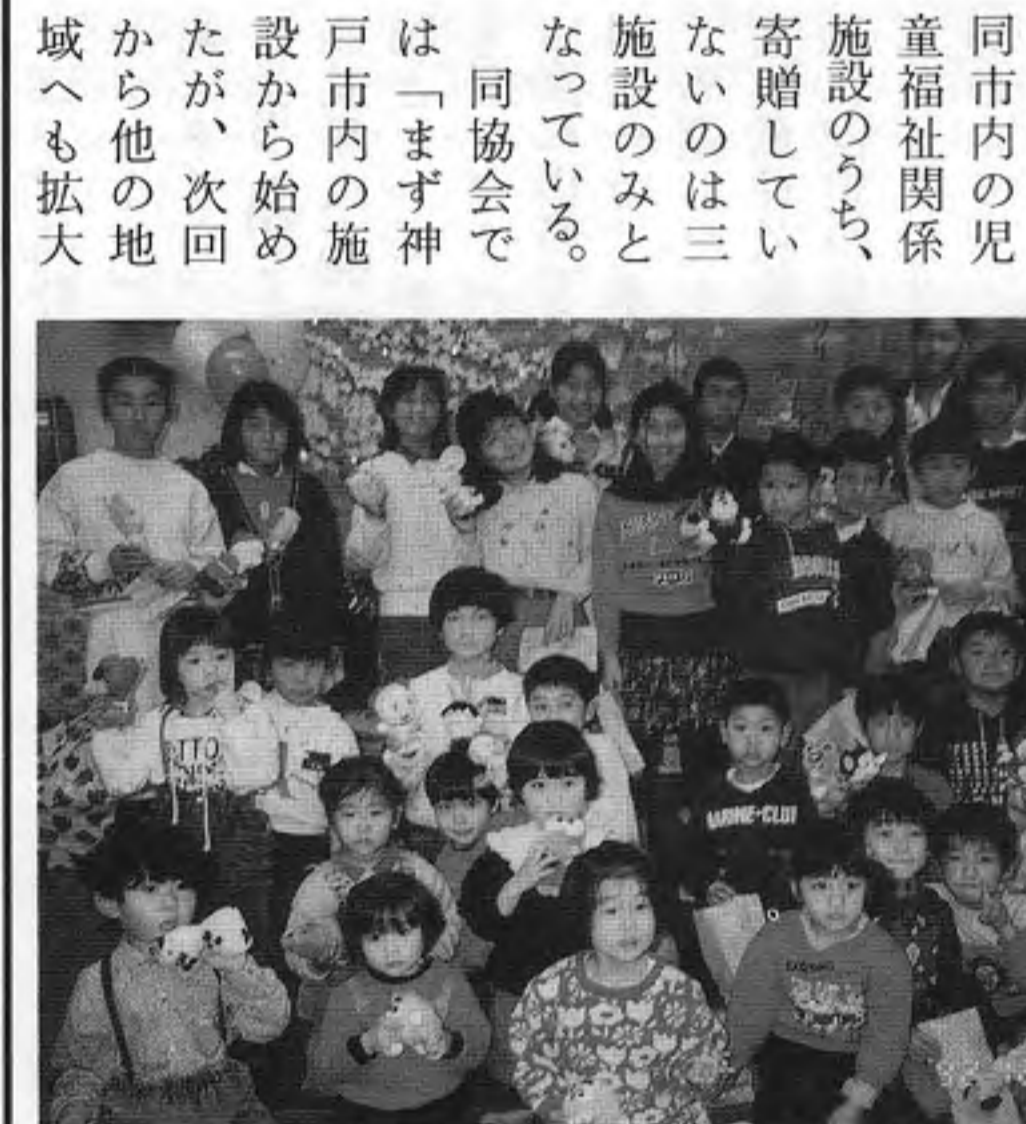 同市内の児
童福祉関係
施設のうち、
寄贈してい
ないのは三
施設のみと
なっている。
同協会で
は「まず神
戸市内の施
設から始め
たが、次回
から他の地
域へも拡大